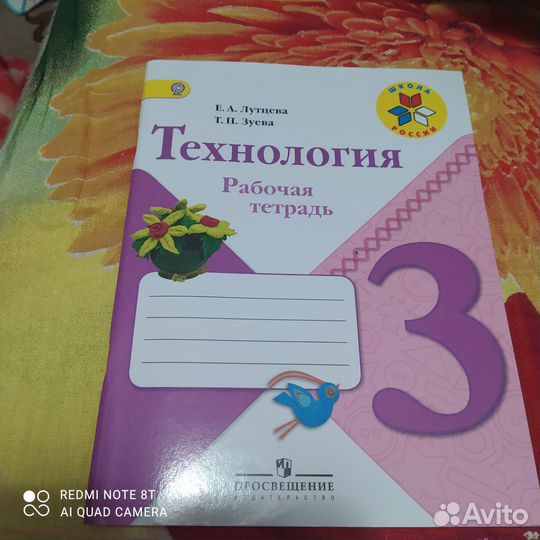 Е. А. Лутцева
Т. П. Зуева
ШКОЛА
РОССИИ
Технология
Рабочая
тетрадь
3
ПРОСВЕЩЕНИЕ
ИЗДАТЕЛЬСТВО
REDMI NOTE 8T
AI QUAD CAMERA
Avito